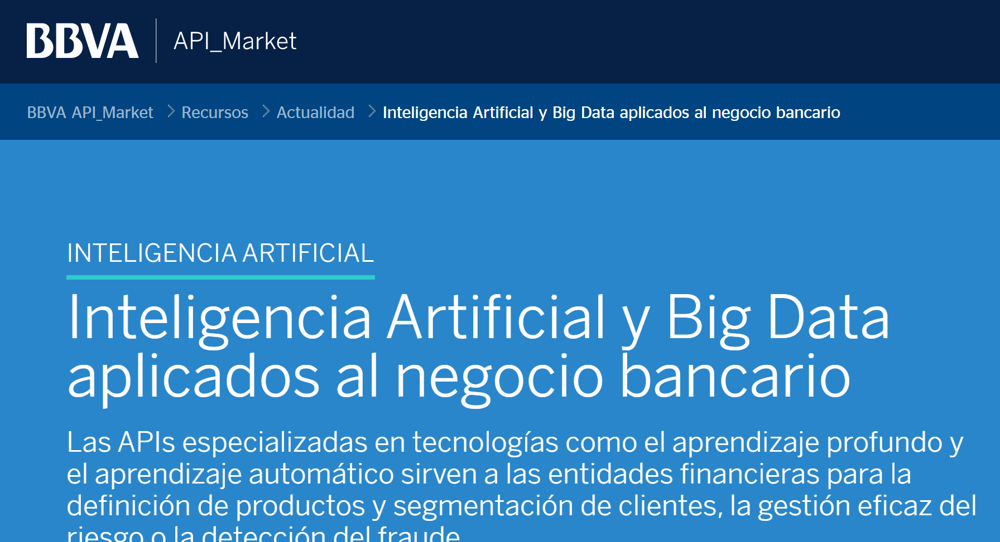 BBVA API_Market
BBVA API_Market > Recursos > Actualidad > Inteligencia Artificial y Big Data aplicados al negocio bancario
INTELIGENCIA ARTIFICIAL
Inteligencia Artificial y Big Data
aplicados al negocio bancario
Las APIs especializadas en tecnologías como el aprendizaje profundo y
el aprendizaje automático sirven a las entidades financieras para la
definición de productos y segmentación de clientes, la gestión eficaz del
riesgo o la detección del fraude